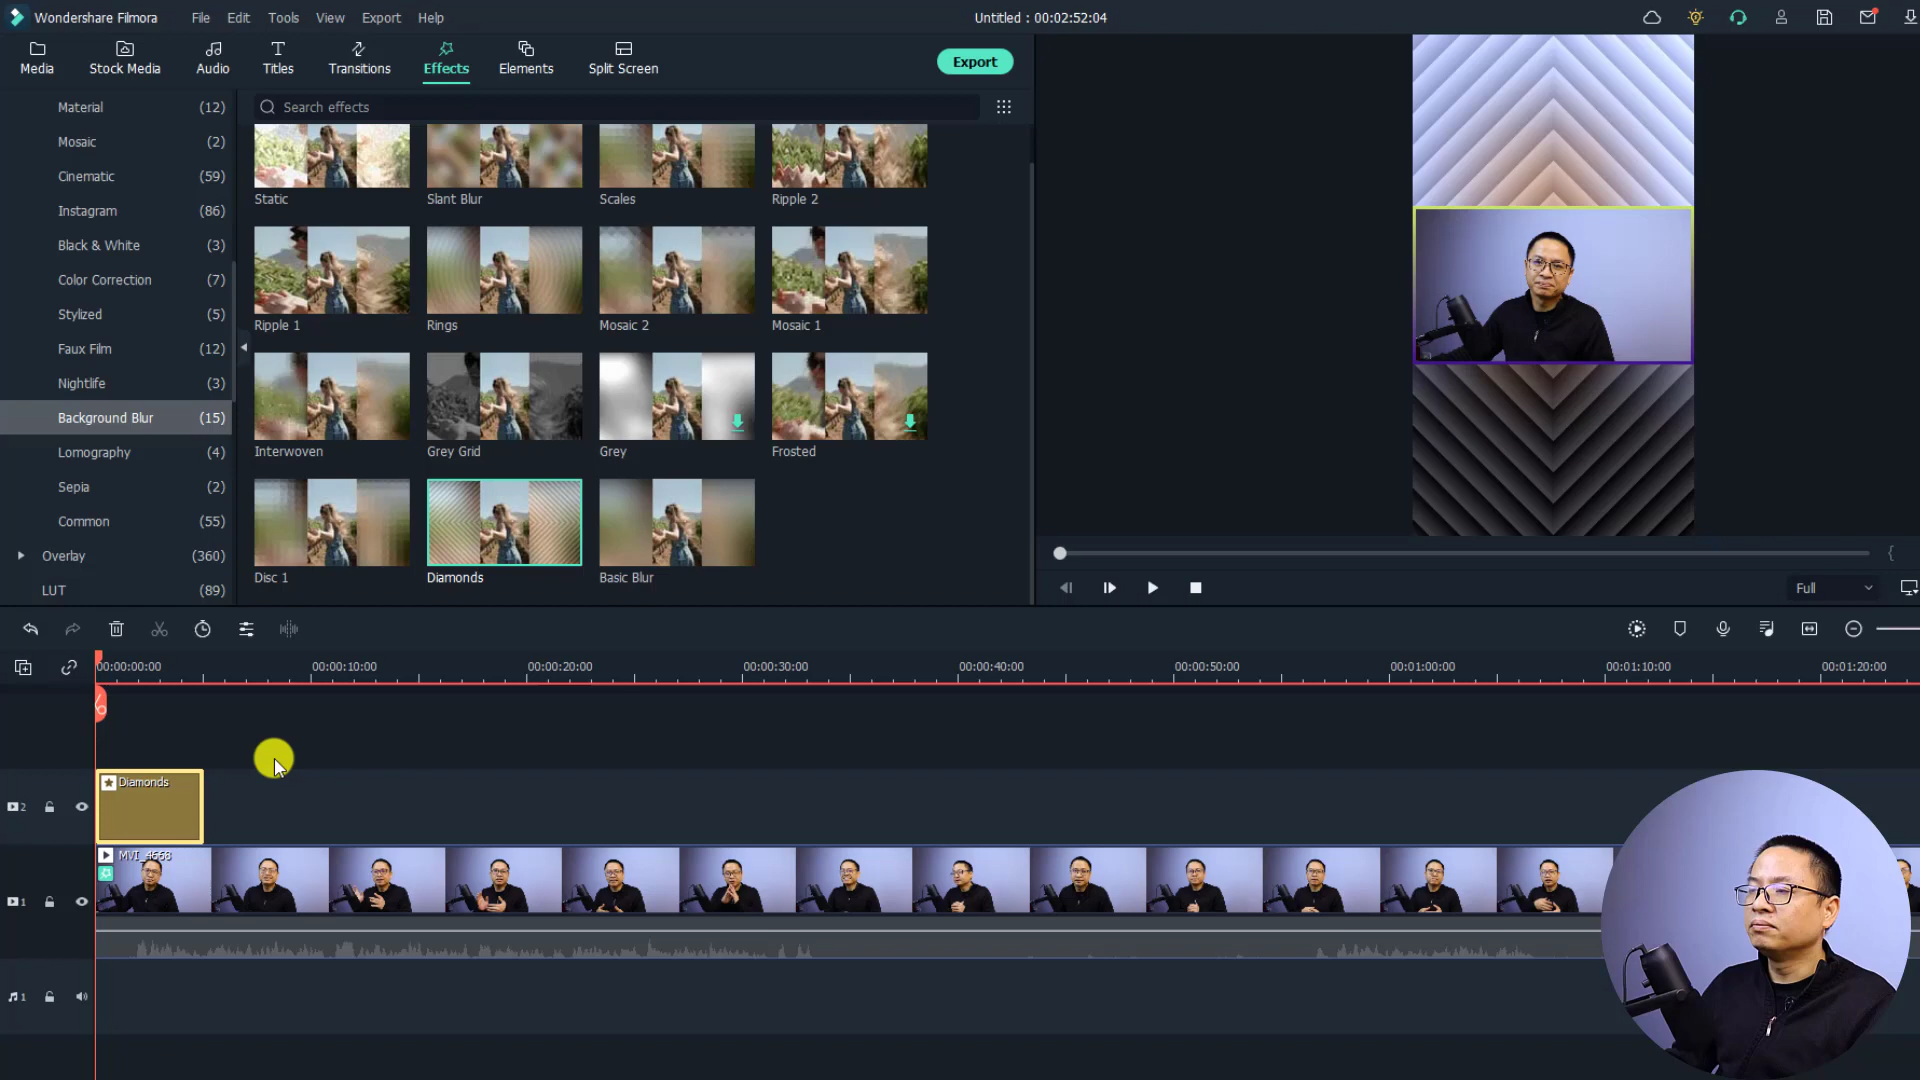 Wondershare Filmora File Edit Tools View Export Help Untitled : 00:02:52:04
Media Stock Media Audio Titles Transitions Effects Elements Split Screen Export
Search effects
Material (12)
Mosaic (2)
Cinematic (59)
Instagram (86)
Black & White (3)
Color Correction (7)
Stylized (5)
Faux Film (12)
Nightlife (3)
Background Blur (15)
Lomography (4)
Sepia (2)
Common (55)
Overlay (360)
LUT (89)
Static Slant Blur Scales Ripple 2
Ripple 1 Rings Mosaic 2 Mosaic 1
Interwoven Grey Grid Grey Frosted
Disc 1 Diamonds Basic Blur
{
Full
00:00:00:00 00:00:10:00 00:00:20:00 00:00:30:00 00:00:40:00 00:00:50:00 00:01:00:00 00:01:10:00 00:01:20:00
Diamonds
2
MVI_4668
1
1